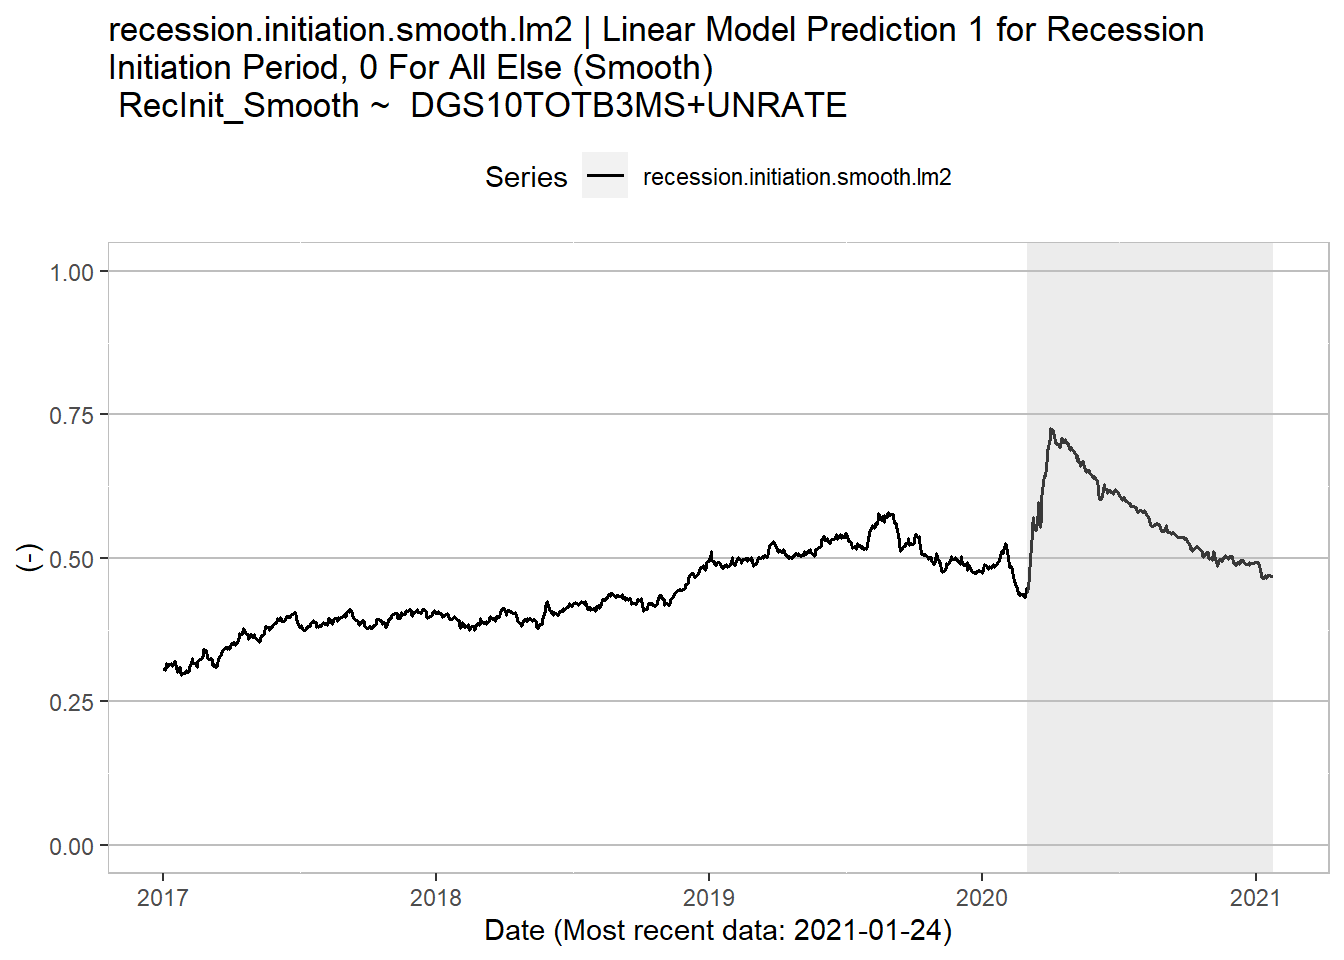 recession.initiation.smooth.lm2 | Linear Model Prediction 1 for Recession
Initiation Period, 0 For All Else (Smooth)
RecInit_Smooth ~  DGS10TOTB3MS+UNRATE
Series recession.initiation.smooth.lm2
1.00
0.75
0.50
0.25
0.00
(-)
2017 2018 2019 2020 2021
Date (Most recent data: 2021-01-24)